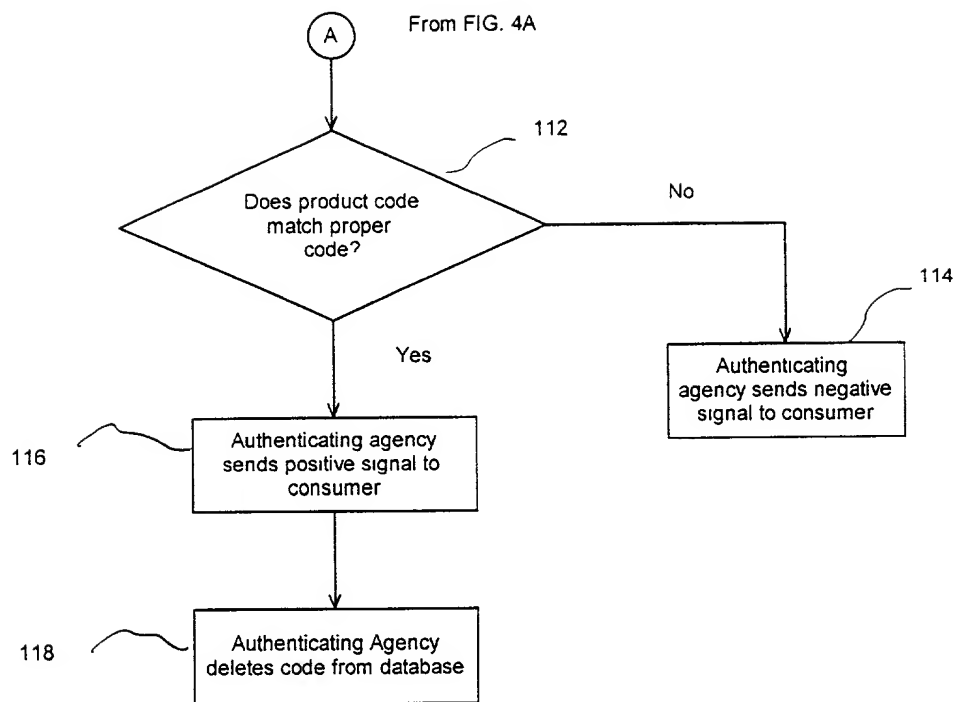 A
From FIG. 4A
112
Does product code
match proper
code?
No
114
Yes
Authenticating
agency sends negative
signal to consumer
116
Authenticating agency
sends positive signal to
consumer
118
Authenticating Agency
deletes code from database